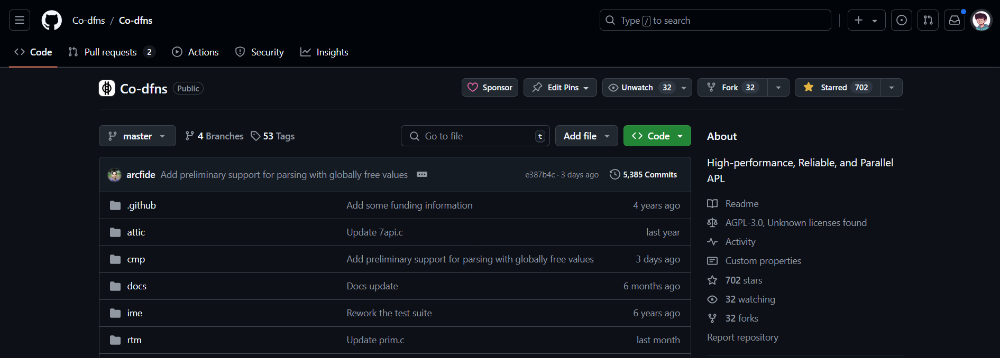 Co-dfns / Co-dfns
Type / to search
Code
Pull requests 2
Actions
Security
Insights
Co-dfns Public
Sponsor
Edit Pins
Unwatch 32
Fork 32
Starred 702
master
4 Branches
53 Tags
Go to file t
Add file
Code
arcfide Add preliminary support for parsing with globally free values
e387b4c · 3 days ago
5,385 Commits
.github Add some funding information 4 years ago
attic Update 7api.c last year
cmp Add preliminary support for parsing with globally free values 3 days ago
docs Docs update 6 months ago
ime Rework the test suite 6 years ago
rtm Update prim.c last month
About
High-performance, Reliable, and Parallel
APL
Readme
AGPL-3.0, Unknown licenses found
Activity
Custom properties
702 stars
32 watching
32 forks
Report repository